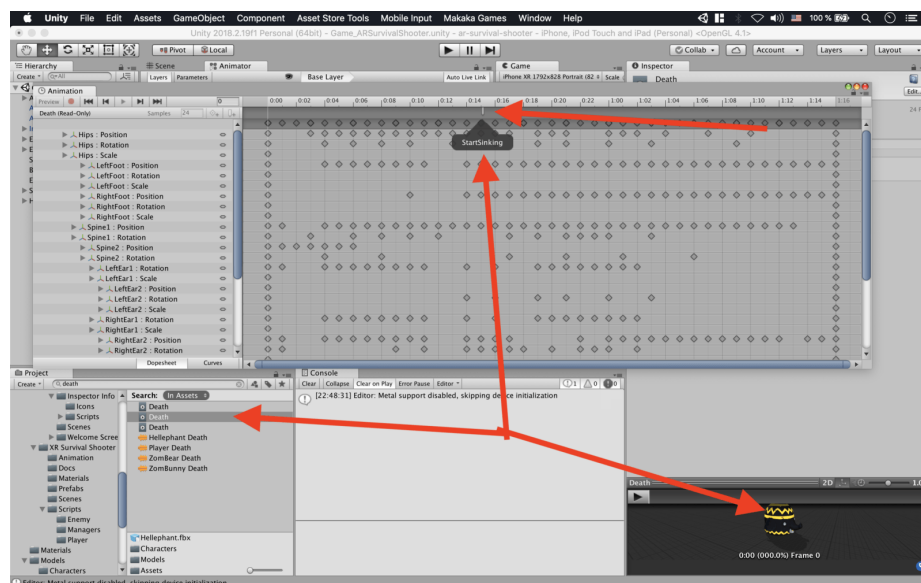 Unity File Edit Assets GameObject Component Asset Store Tools Mobile Input Makaka Games Window Help 100 %
Unity 2018.2.19f1 Personal (64bit) - Game_ARSurvivalShooter.unity - ar-survival-shooter - iPhone, iPod Touch and iPad (Personal) <OpenGL 4.1>
Pivot Local Collab Account Layers Layout
Hierarchy Scene Animator Game Inspector
Create All Layers Parameters Base Layer Auto Live Link iPhone XR 1792x828 Portrait (82 Scale Death
Animation Edit..
Preview 0 0:00 0:02 0:04 0:06 0:08 0:10 0:12 0:14 0:16 0:18 0:20 0:22 1:00 1:02 1:04 1:06 1:08 1:10 1:12 1:14 1:16
Death (Read-Only) Samples 24
Hips : Position
Hips : Rotation
StartSinking
Hips : Scale
LeftFoot : Position
LeftFoot : Rotation
LeftFoot : Scale
RightFoot : Position
RightFoot : Rotation
RightFoot : Scale
Spine1 : Position
Spine1 : Rotation
Spine2 : Position
Spine2 : Rotation
LeftEar1 : Rotation
LeftEar1 : Scale
LeftEar2 : Position
LeftEar2 : Rotation
LeftEar2 : Scale
RightEar1 : Rotation
RightEar1 : Scale
RightEar2 : Position
RightEar2 : Rotation
Dopesheet Curves
Project
Create death
Inspector Info
Icons
Scripts
Scenes
Welcome Scree
XR Survival Shooter
Animation
Docs
Materials
Prefabs
Scenes
Scripts
Enemy
Managers
Player
Materials
Models
Characters
Search: In Assets
Death
Death
Death
Hellephant Death
Player Death
ZomBear Death
ZomBunny Death
Hellephant.fbx
Characters
Models
Assets
Console
Clear Collapse Clear on Play Error Pause Editor 1 0 0
[22:48:31] Editor: Metal support disabled, skipping device initialization
Death 2D 1.0
0:00 (000.0%) Frame 0
Editor: Metal support disabled, skipping device initialization